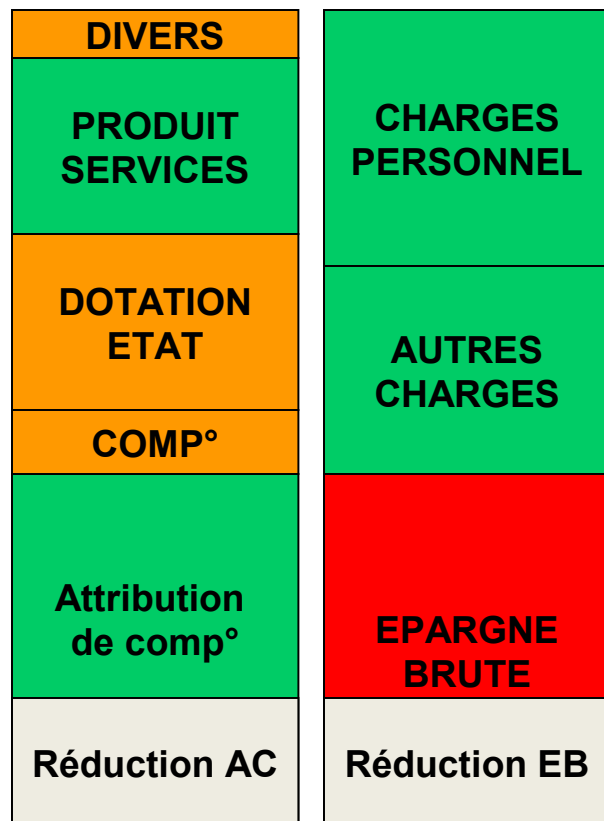 DIVERS
PRODUIT
SERVICES
DOTATION
ETAT
COMP°
Attribution
de comp°
Réduction AC
CHARGES
PERSONNEL
AUTRES
CHARGES
EPARGNE
BRUTE
Réduction EB